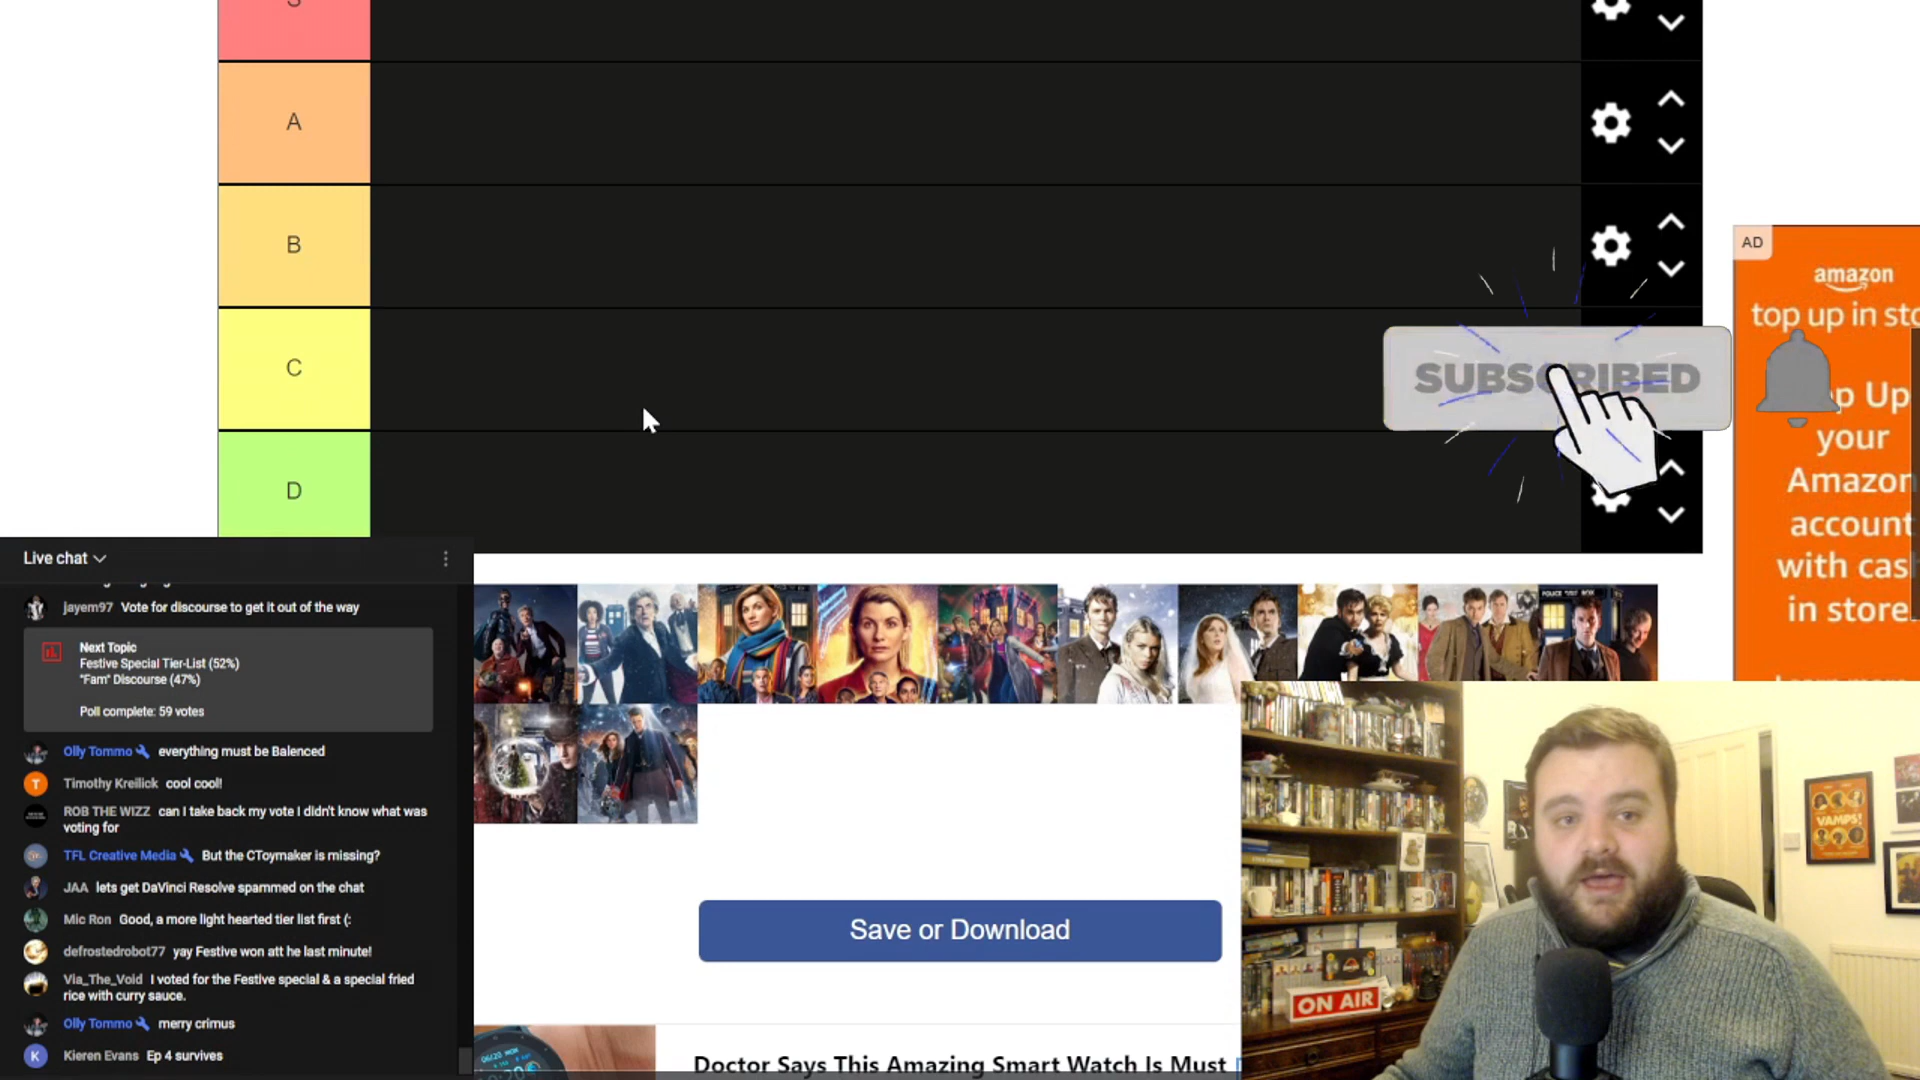 S
A
B
C
D
SUBSCRIBED
AD
amazon
top up in sto
p Up
your
Amazon
account
with cas
in store
Live chat
jayem97 Vote for discourse to get it out of the way
Next Topic
Festive Special Tier-List (52%)
"Fam" Discourse (47%)
Poll complete: 59 votes
Olly Tommo everything must be Balenced
T Timothy Kreilick cool cool!
ROB THE WIZZ can I take back my vote I didn't know what was
voting for
TFL Creative Media But the CToymaker is missing?
JAA lets get DaVinci Resolve spammed on the chat
Mic Ron Good, a more light hearted tier list first (:
defrostedrobot77 yay Festive won att he last minute!
Via_The_Void I voted for the Festive special & a special fried
rice with curry sauce.
Olly Tommo merry crimus
K Kieren Evans Ep 4 survives
POLICE BOX
Save or Download
VAMPS!
ON AIR
Doctor Says This Amazing Smart Watch Is Must